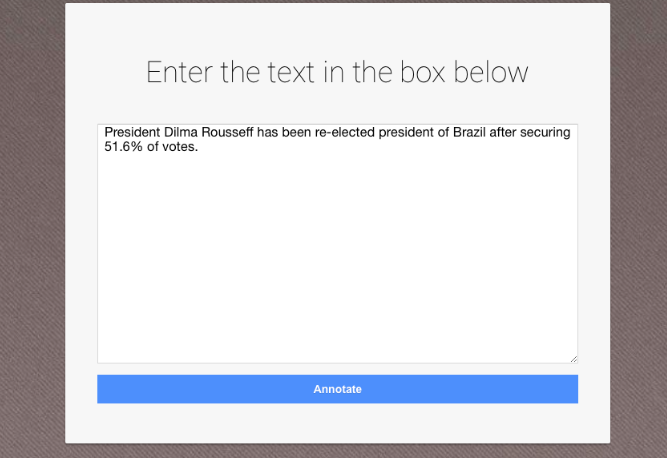 Enter the text in the box below
President Dilma Rousseff has been re-elected president of Brazil after securing
51.6% of votes.
Annotate